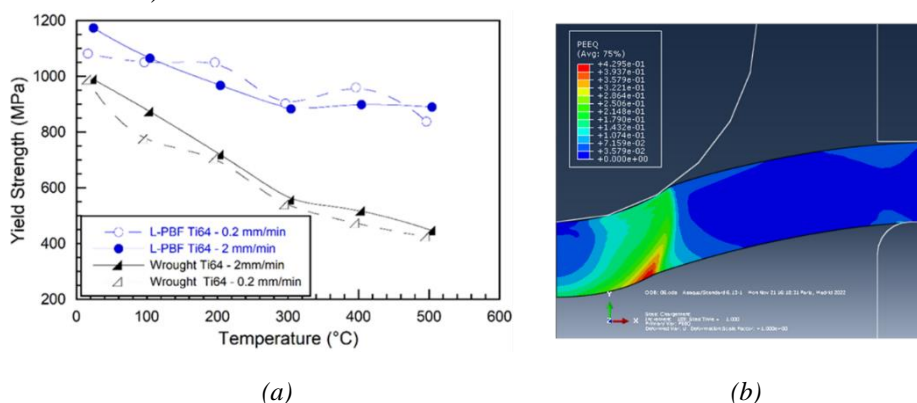 1200
1000
800
600
400
200
Yield Strength (MPa)
L-PBF Ti64 - 0.2 mm/min
L-PBF Ti64 - 2 mm/min
Wrought Ti64 - 2mm/min
Wrought Ti64 - 0.2 mm/min
0 100 200 300 400 500 600
Temperature (°C)
(a)
PEEQ
(Avg: 75%)
+4.295e-01
+3.937e-01
+3.579e-01
+3.221e-01
+2.864e-01
+2.506e-01
+2.148e-01
+1.790e-01
+1.432e-01
+1.074e-01
+7.159e-02
+3.579e-02
+0.000e+00
Y
Z X
Paris, Madrid 2022
(b)